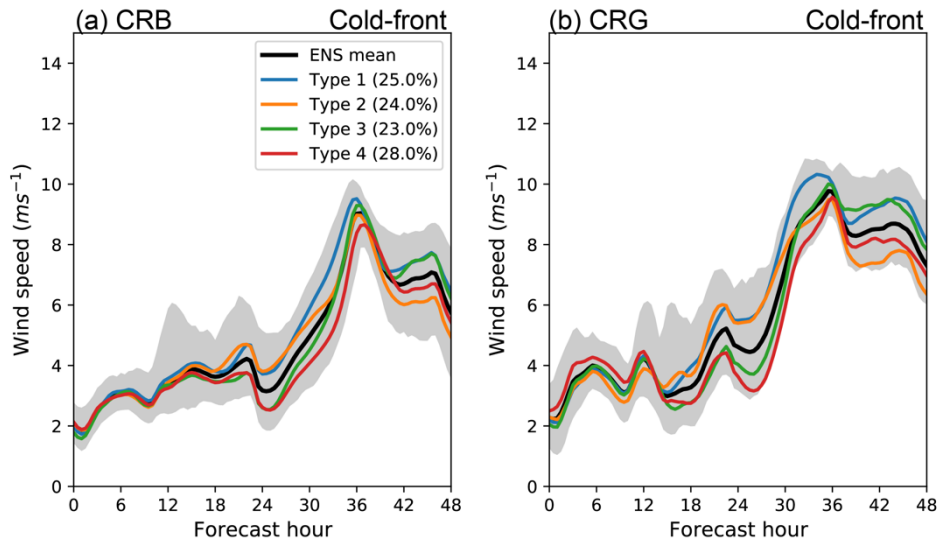 (a) CRB Cold-front
ENS mean
Type 1 (25.0%)
Type 2 (24.0%)
Type 3 (23.0%)
Type 4 (28.0%)
Wind speed (ms⁻¹)
14
12
10
8
6
4
2
0
0 6 12 18 24 30 36 42 48
Forecast hour
(b) CRG Cold-front
Wind speed (ms⁻¹)
14
12
10
8
6
4
2
0
0 6 12 18 24 30 36 42 48
Forecast hour